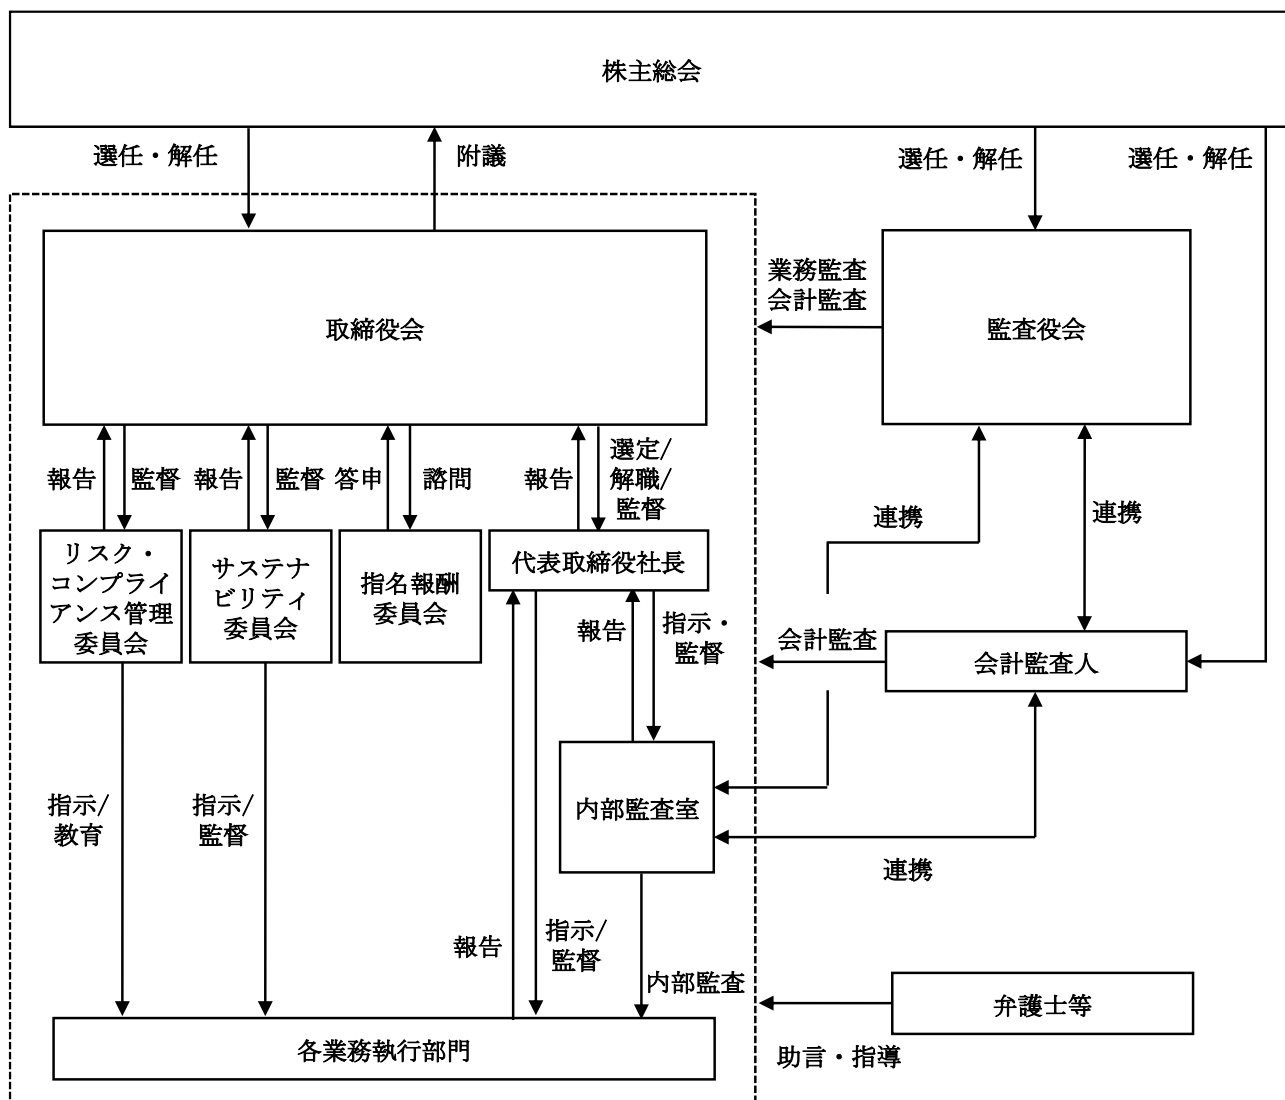 株主総会
選任・解任
附議
選任・解任
選任・解任
取締役会
業務監査
会計監査
監査役会
報告
監督
報告
監督
答申
諮問
報告
選定/
解職/
監督
連携
連携
リスク・
コンプライ
アンス管理
委員会
サステナ
ビリティ
委員会
指名報酬
委員会
代表取締役社長
報告
指示・
監督
会計監査
会計監査人
指示/
教育
指示/
監督
内部監査室
連携
報告
指示/
監督
内部監査
弁護士等
各業務執行部門
助言・指導